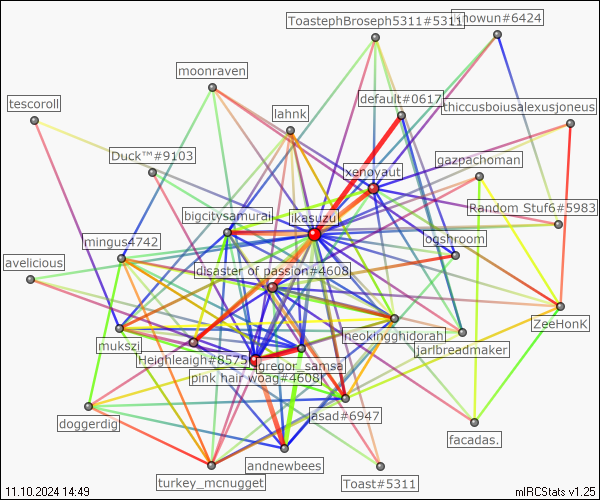 ToastephBroseph5311#5311
knowun#6424
moonraven
tescoroll
lahnk
default#0617
thiccusboiusalexusjoneus
Duck™#9103
xenoyaut
gazpachoman
bigcitysamurai
ikasuzu
Random Stuf6#5983
mingus4742
ogshroom
avelicious
disaster of passion#4608
mukszi
Heighleaigh#8575
neokingghidorah
ZeeHonK
gregor_samsa
jarlbreadmaker
pink hair woag#4608
doggerdig
jasad#6947
facadas.
turkey_mcnugget
andnewbees
Toast#5311
11.10.2024 14:49
mIRCStats v1.25